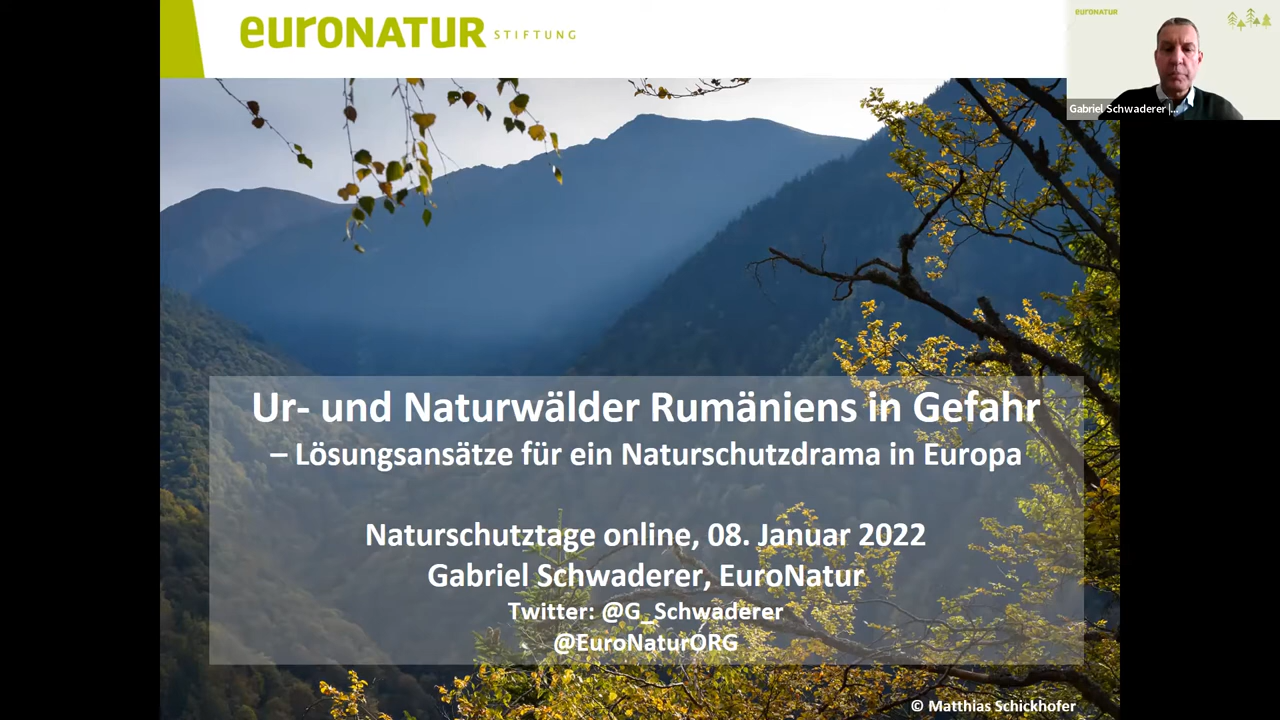 euroNATUR STIFTUNG
euroNATUR
Gabriel Schwaderer |...
Ur- und Naturwälder Rumäniens in Gefahr
– Lösungsansätze für ein Naturschutzdrama in Europa
Naturschutztage online, 08. Januar 2022
Gabriel Schwaderer, EuroNatur
Twitter: @G_Schwaderer
@EuroNaturORG
© Matthias Schickhofer